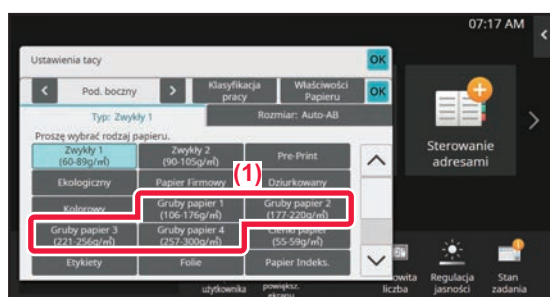 07:17 AM
Ustawienia tacy
OK
Pod. boczny
Klasyfikacja
pracy
Właściwości
Papieru
OK
Typ: Zwykły 1
Rozmiar: Auto-AB
Proszę wybrać rodzaj papieru.
Zwykły 1
(60-89g/㎡)
Zwykły 2
(90-105g/㎡)
Pre-Print
(1)
Ekologiczny
Papier Firmowy
Dziurkowany
Kolorowy
Gruby papier 1
(106-176g/㎡)
Gruby papier 2
(177-220g/㎡)
Gruby papier 3
(221-256g/㎡)
Gruby papier 4
(257-300g/㎡)
Cienki papier
(55-59g/㎡)
Etykiety
Folie
Papier Indeks.
Sterowanie
adresami
użytkownika
powiększ.
ekranu
owita
liczba
Regulacja
jasności
Stan
zadania